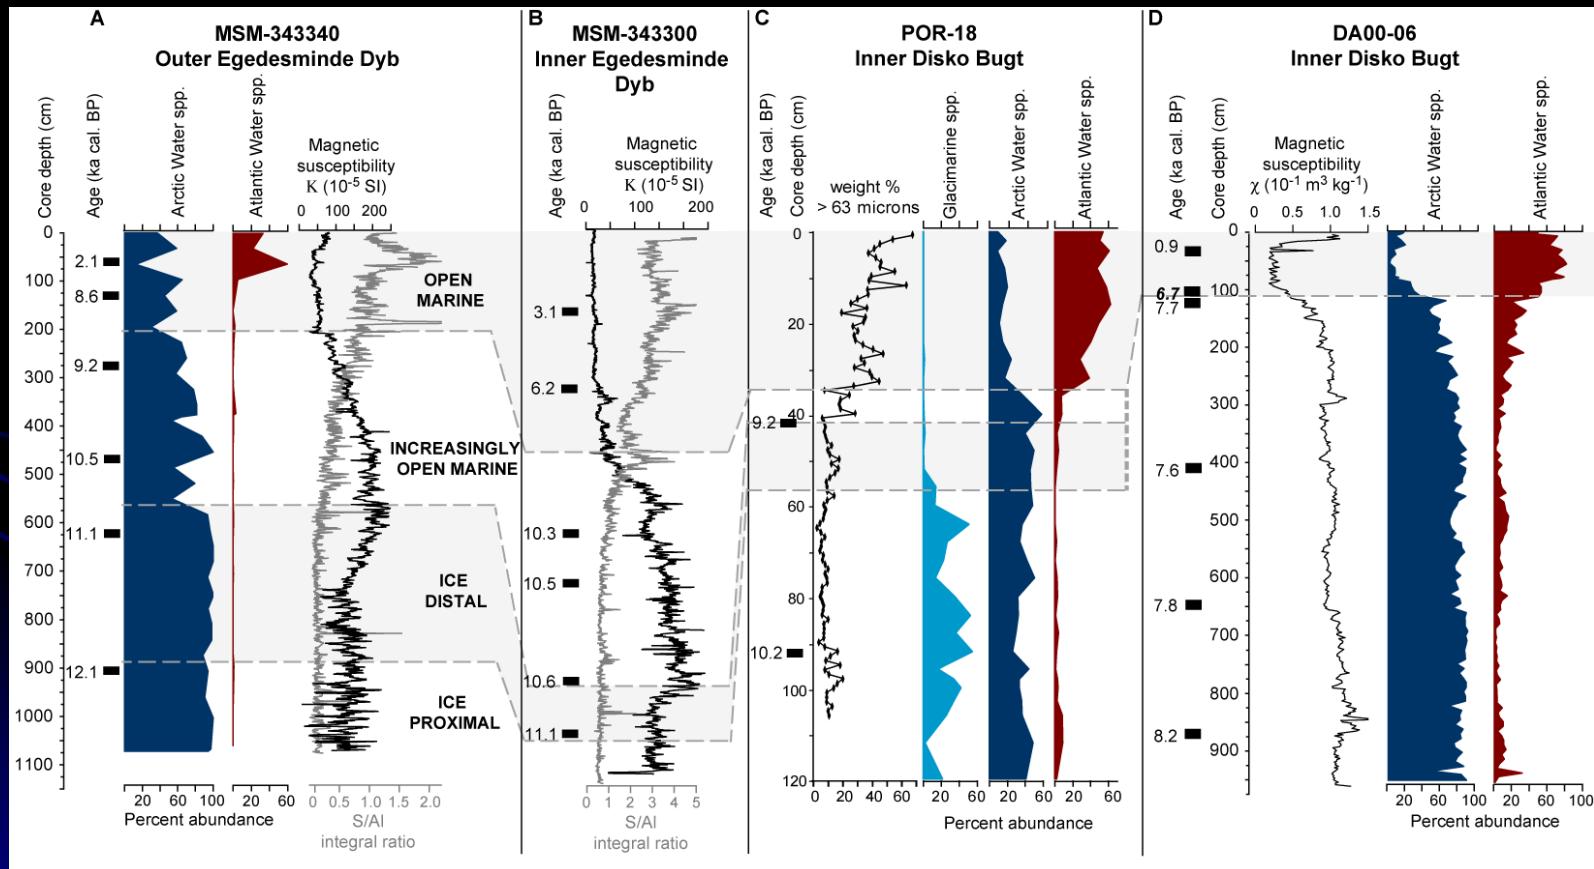 A
MSM-343340
Outer Egedesminde Dyb
Core depth (cm)
Age (ka cal. BP)
Arctic Water spp.
Atlantic Water spp.
Magnetic
susceptibility
K (10-5 SI)
0 100 200
0
100
200
300
400
500
600
700
800
900
1000
1100
2.1
8.6
9.2
10.5
11.1
12.1
20 60 100
60
Percent abundance
0 0.5 1.0 1.5 2.0
S/Al
integral ratio
OPEN
MARINE
INCREASINGLY
OPEN MARINE
ICE
DISTAL
ICE
PROXIMAL
B
MSM-343300
Inner Egedesminde
Dyb
Age (ka cal. BP)
Magnetic
susceptibility
K (10-5 SI)
0 100 200
3.1
6.2
10.3
10.5
10.6
11.1
0 1 2 3 4 5
S/Al
integral ratio
C
POR-18
Inner Disko Bugt
Age (ka cal. BP)
Core depth (cm)
weight %
> 63 microns
Glacimarine spp.
Arctic Water spp.
Atlantic Water spp.
0
20
40
60
80
100
120
9.2
10.2
0 20 40 60
20 60
20 60
20 60
Percent abundance
D
DA00-06
Inner Disko Bugt
Age (ka cal. BP)
Core depth (cm)
Magnetic
susceptibility
χ (10-1 m3 kg-1)
0 0.5 1.0 1.5
Arctic Water spp.
Atlantic Water spp.
0
100
200
300
400
500
600
700
800
900
0.9
6.7
7.7
7.6
7.8
8.2
20 60 100
20 60 100
Percent abundance